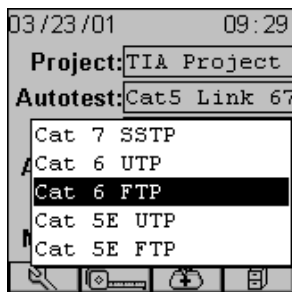 03/23/01 09:29
Project: TIA Project
Autotest: Cat5 Link 67
Cat 7 SSTP
Cat 6 UTP
Cat 6 FTP
Cat 5E UTP
Cat 5E FTP